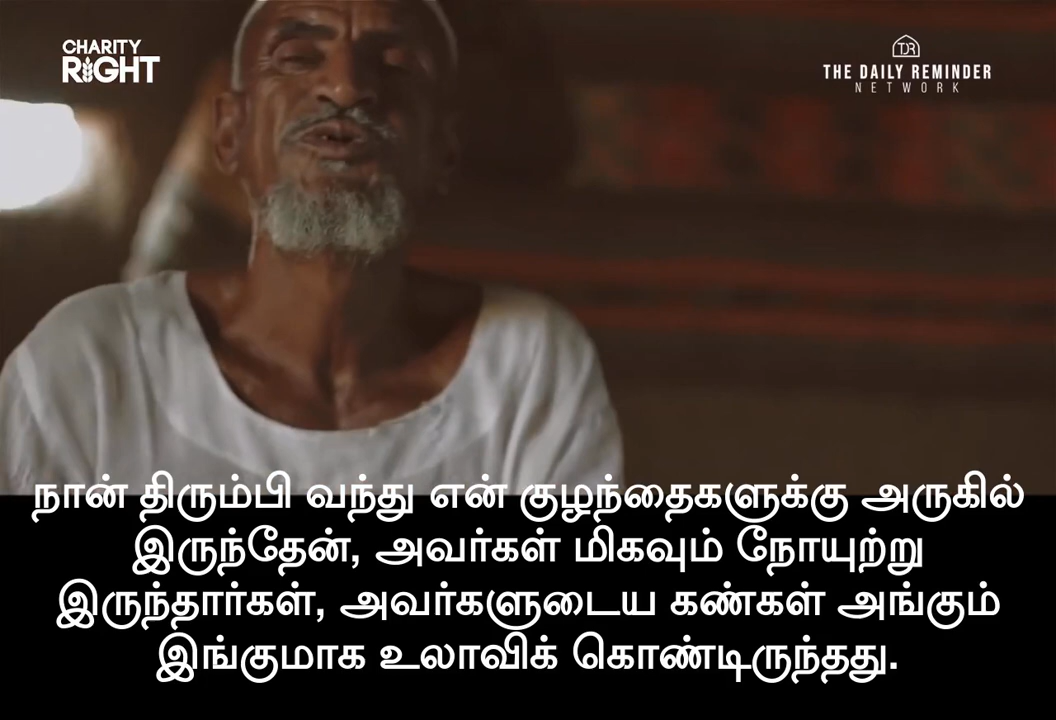 CHARITY
RIGHT
TDR
THE DAILY REMINDER
NETWORK
நான் திரும்பி வந்து என் குழந்தைகளுக்கு அருகில்
இருந்தேன், அவர்கள் மிகவும் நோயுற்று
இருந்தார்கள், அவர்களுடைய கண்கள் அங்கும்
இங்குமாக உலாவிக் கொண்டிருந்தது.